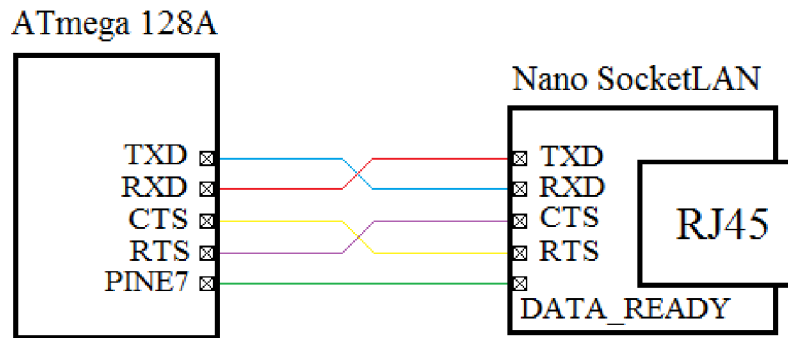 ATmega 128A
Nano SocketLAN
TXD
RXD
CTS
RTS
PINE7
TXD
RXD
CTS
RTS
DATA_READY
RJ45